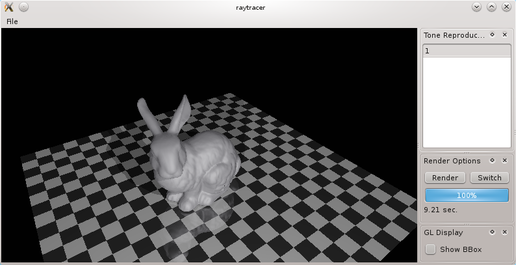 raytracer
File
Tone Reproduc...
1
Render Options
Render Switch
100%
9.21 sec.
GL Display
Show BBox